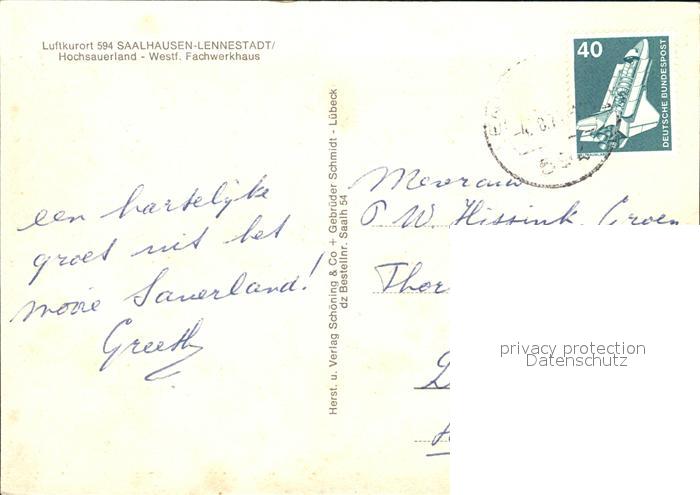 Luftkurort 594 SAALHAUSEN-LENNESTADT/
Hochsauerland - Westf. Fachwerkhaus
een hartelijke
groet uit het
mooie Sauerland!
Herst. u. Verlag Schöning & Co + Gebrüder Schmidt - Lübeck
dz Bestellnr. Saalh 54
40
DEUTSCHE BUNDESPOST
Mevrouw
P W. Hissink
Thor
privacy protection
Datenschutz